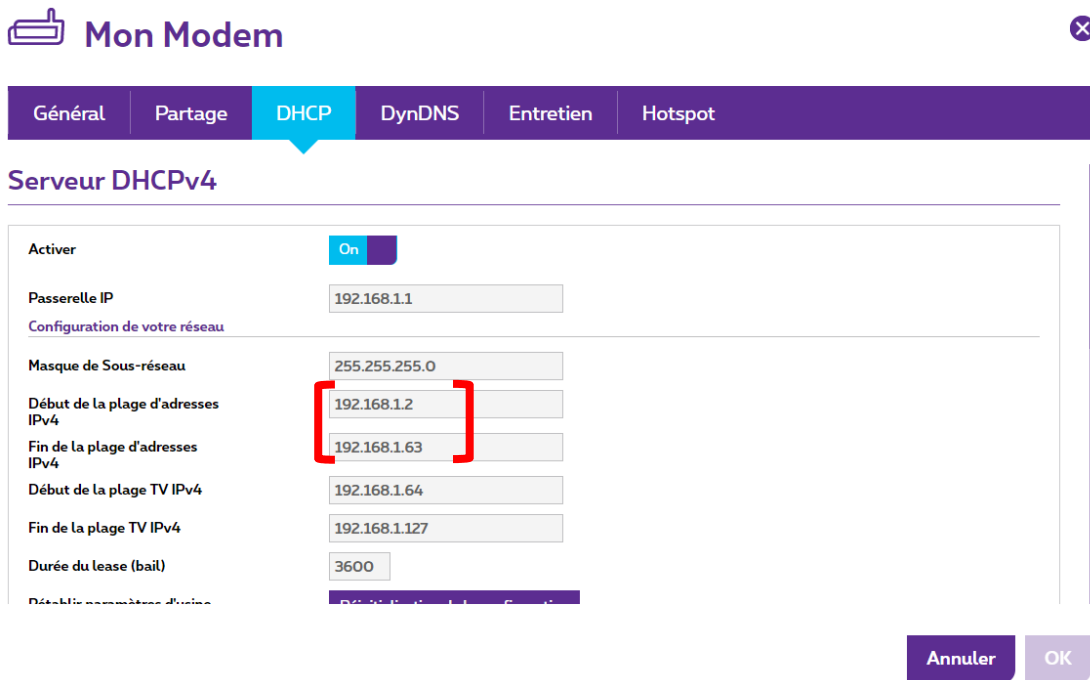 Mon Modem
Général Partage DHCP DynDNS Entretien Hotspot
Serveur DHCPv4
Activer On
Passerelle IP 192.168.1.1
Configuration de votre réseau
Masque de Sous-réseau 255.255.255.0
Début de la plage d'adresses IPv4 192.168.1.2
Fin de la plage d'adresses IPv4 192.168.1.63
Début de la plage TV IPv4 192.168.1.64
Fin de la plage TV IPv4 192.168.1.127
Durée du lease (bail) 3600
Rétablir paramètres d'usine
Annuler OK